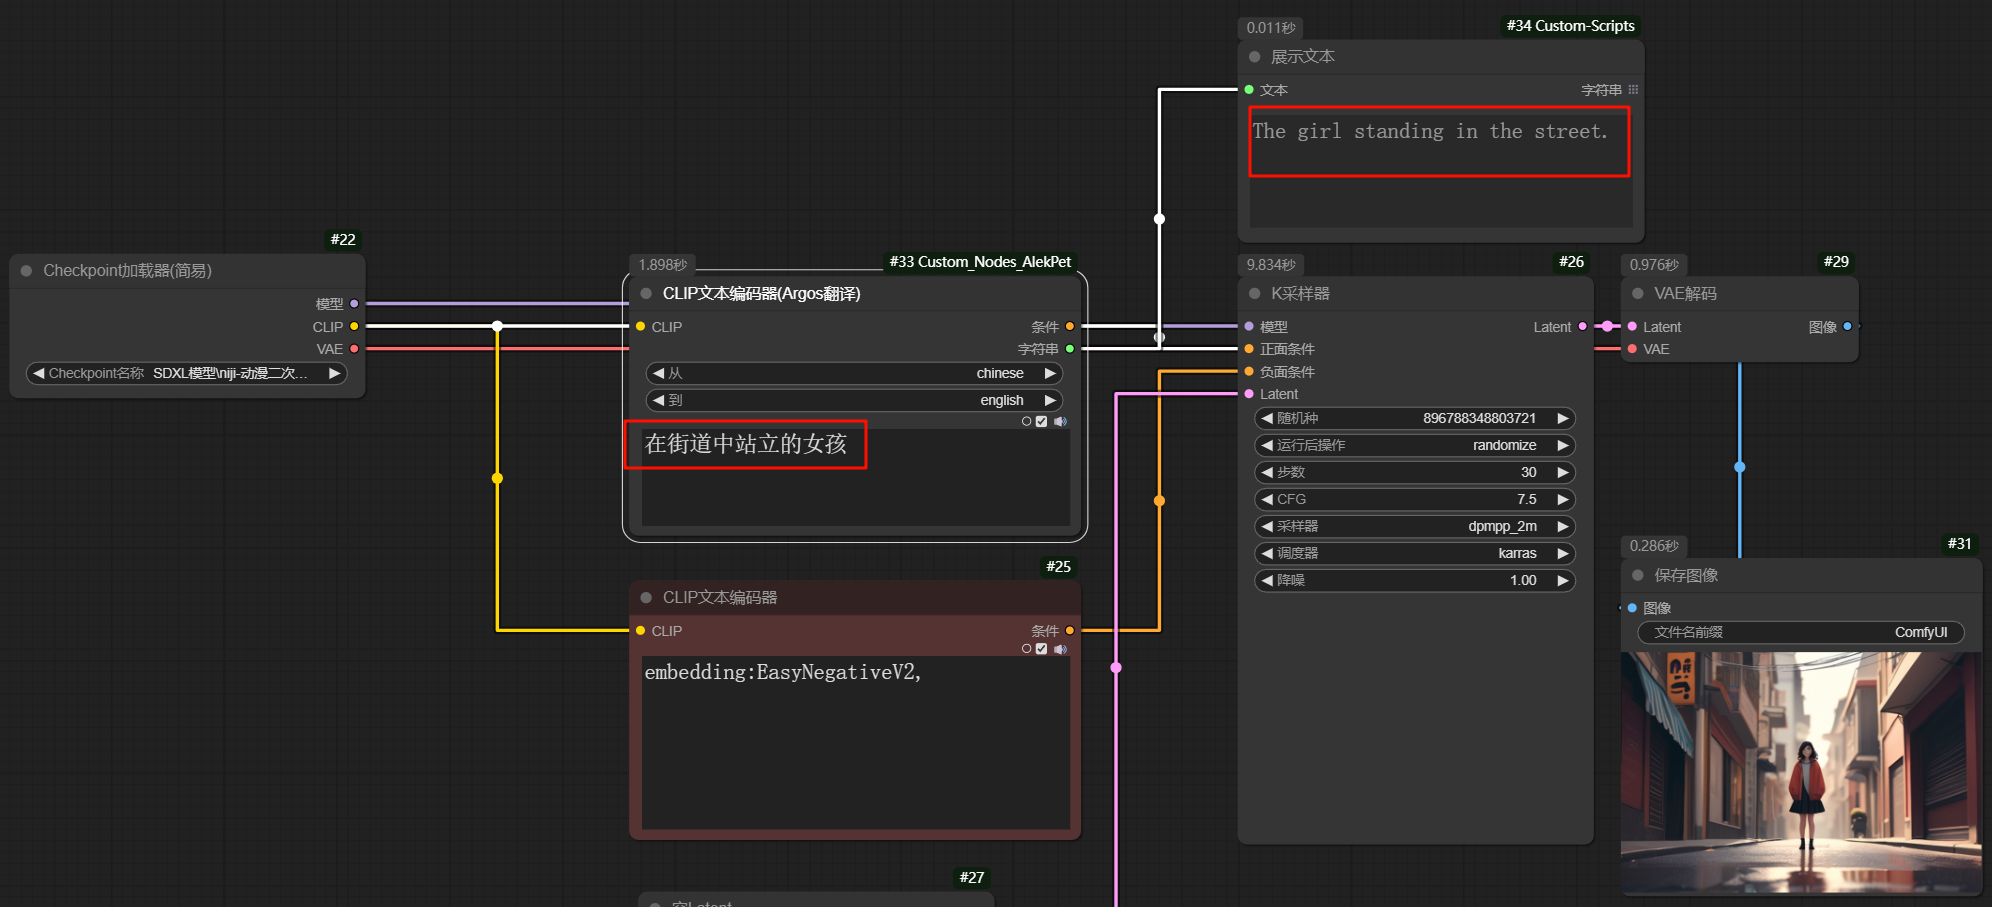 #22
Checkpoint加载器(简易)
模型
CLIP
VAE
Checkpoint名称 SDXL模型\niji-动漫二次...
1.898秒
#33 Custom_Nodes_AlekPet
CLIP文本编码器(Argos翻译)
CLIP 条件
字符串
从 chinese
到 english
在街道中站立的女孩
#25
CLIP文本编码器
CLIP 条件
embedding:EasyNegativeV2,
#27
空Latent
0.011秒
#34 Custom-Scripts
展示文本
文本 字符串
The girl standing in the street.
9.834秒
#26
K采样器
模型 Latent
正面条件
负面条件
Latent
随机种 896788348803721
运行后操作 randomize
步数 30
CFG 7.5
采样器 dpmpp_2m
调度器 karras
降噪 1.00
0.976秒
#29
VAE解码
Latent 图像
VAE
0.286秒
#31
保存图像
图像
文件名前缀 ComfyUI